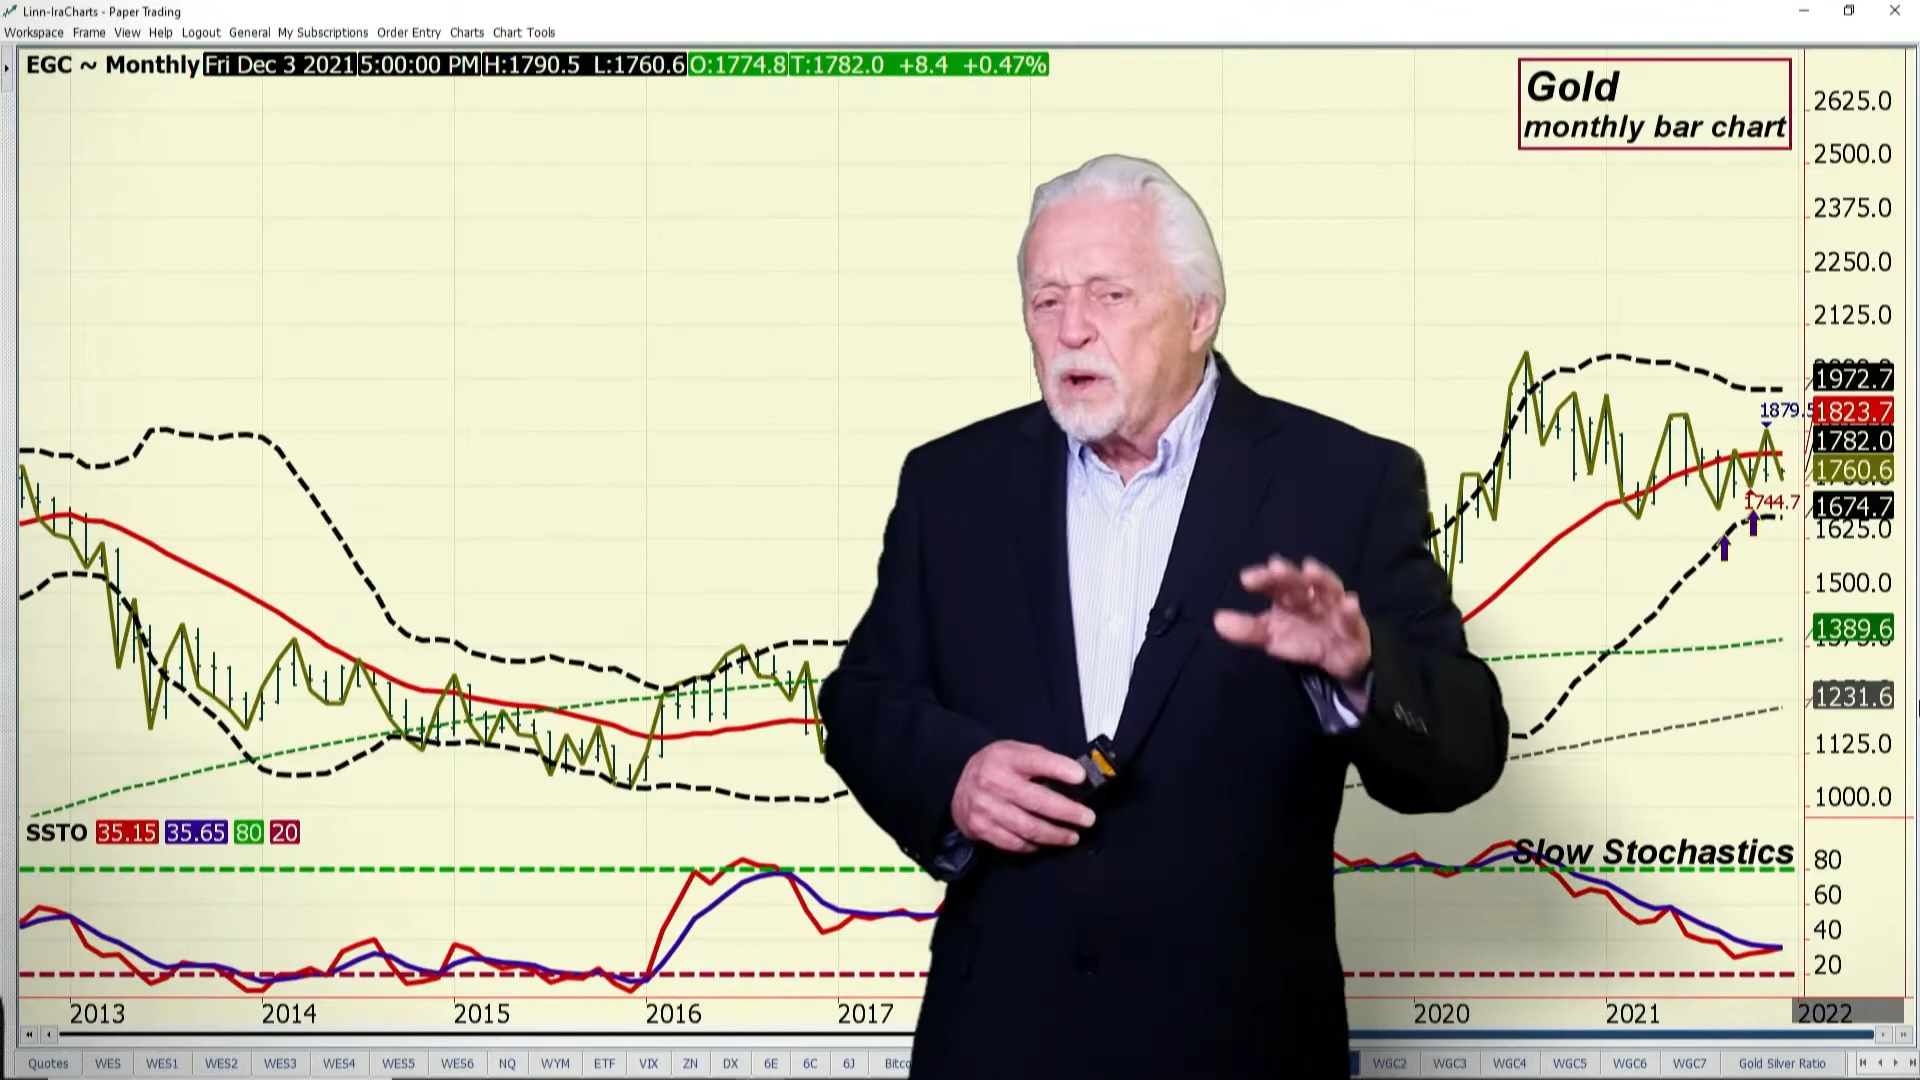 Linn-IraCharts - Paper Trading
Workspace Frame View Help Logout General My Subscriptions Order Entry Charts Chart Tools
EGC ~ Monthly Fri Dec 3 2021 5:00:00 PM H:1790.5 L:1760.6 O:1774.8 T:1782.0 +8.4 +0.47%
Gold
monthly bar chart
2625.0
2500.0
2375.0
2250.0
2125.0
1972.7
1879.5
1823.7
1782.0
1760.6
1744.7
1674.7
1625.0
1500.0
1389.6
1231.6
1125.0
1000.0
SSTO 35.15 35.65 80 20
Slow Stochastics
80
60
40
20
2013 2014 2015 2016 2017 2020 2021 2022
Quotes WES WES1 WES2 WES3 WES4 WES5 WES6 NQ WYM ETF VIX ZN DX 6E 6C 6J WGC2 WGC3 WGC4 WGC5 WGC6 WGC7 Gold Silver Ratio